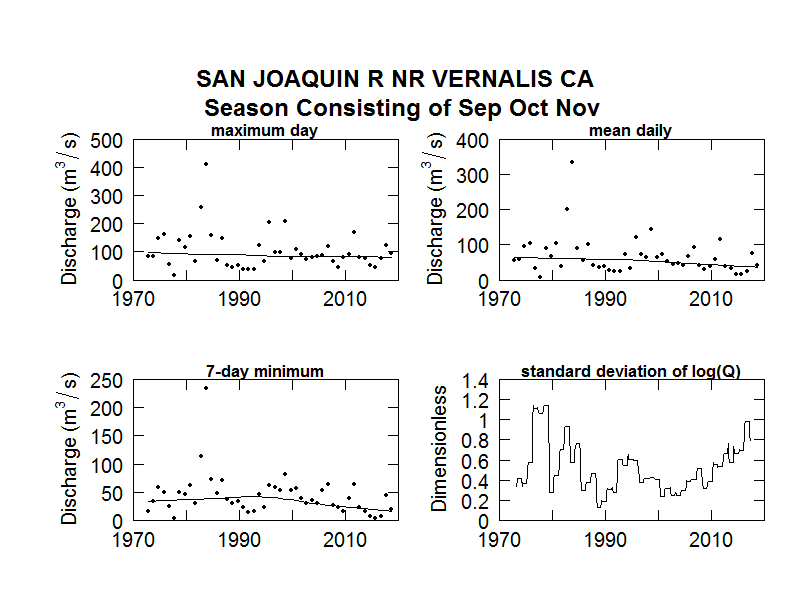 SAN JOAQUIN R NR VERNALIS CA
Season Consisting of Sep Oct Nov
maximum day
Discharge (m³/s)
500
400
300
200
100
0
1970 1990 2010
mean daily
Discharge (m³/s)
400
300
200
100
0
1970 1990 2010
7-day minimum
Discharge (m³/s)
250
200
150
100
50
0
1970 1990 2010
standard deviation of log(Q)
Dimensionless
1.4
1.2
1
0.8
0.6
0.4
0.2
0
1970 1990 2010